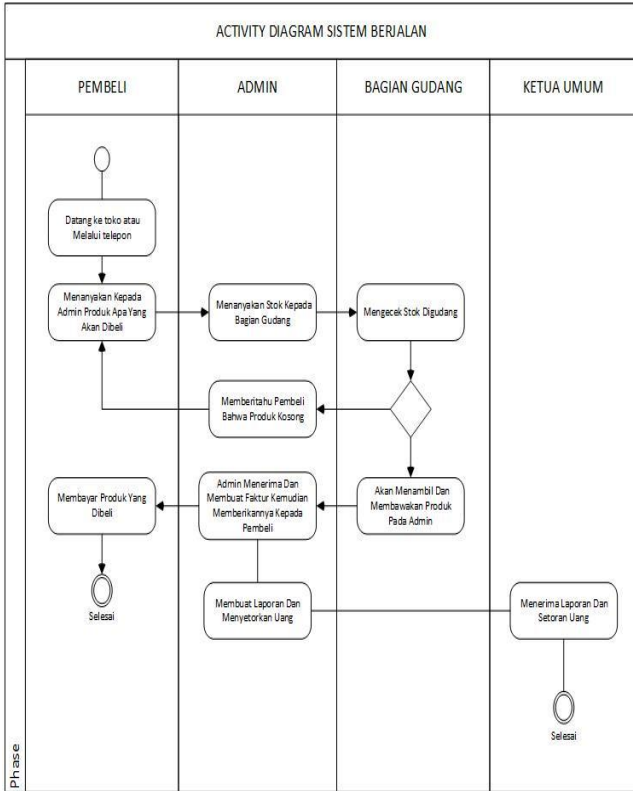 ACTIVITY DIAGRAM SISTEM BERJALAN
PEMBELI
ADMIN
BAGIAN GUDANG
KETUA UMUM
Datang ke toko atau
Melalui telepon
Menanyakan Kepada
Admin Produk Apa Yang
Akan Dibeli
Menanyakan Stok Kepada
Bagian Gudang
Mengecek Stok Digudang
Memberitahu Pembeli
Bahwa Produk Kosong
Membayar Produk Yang
Dibeli
Admin Menerima Dan
Membuat Faktur Kemudian
Memberikannya Kepada
Pembeli
Akan Menambil Dan
Membawakan Produk
Pada Admin
Selesai
Membuat Laporan Dan
Menyetorkan Uang
Menerima Laporan Dan
Setoran Uang
Selesai
Phase